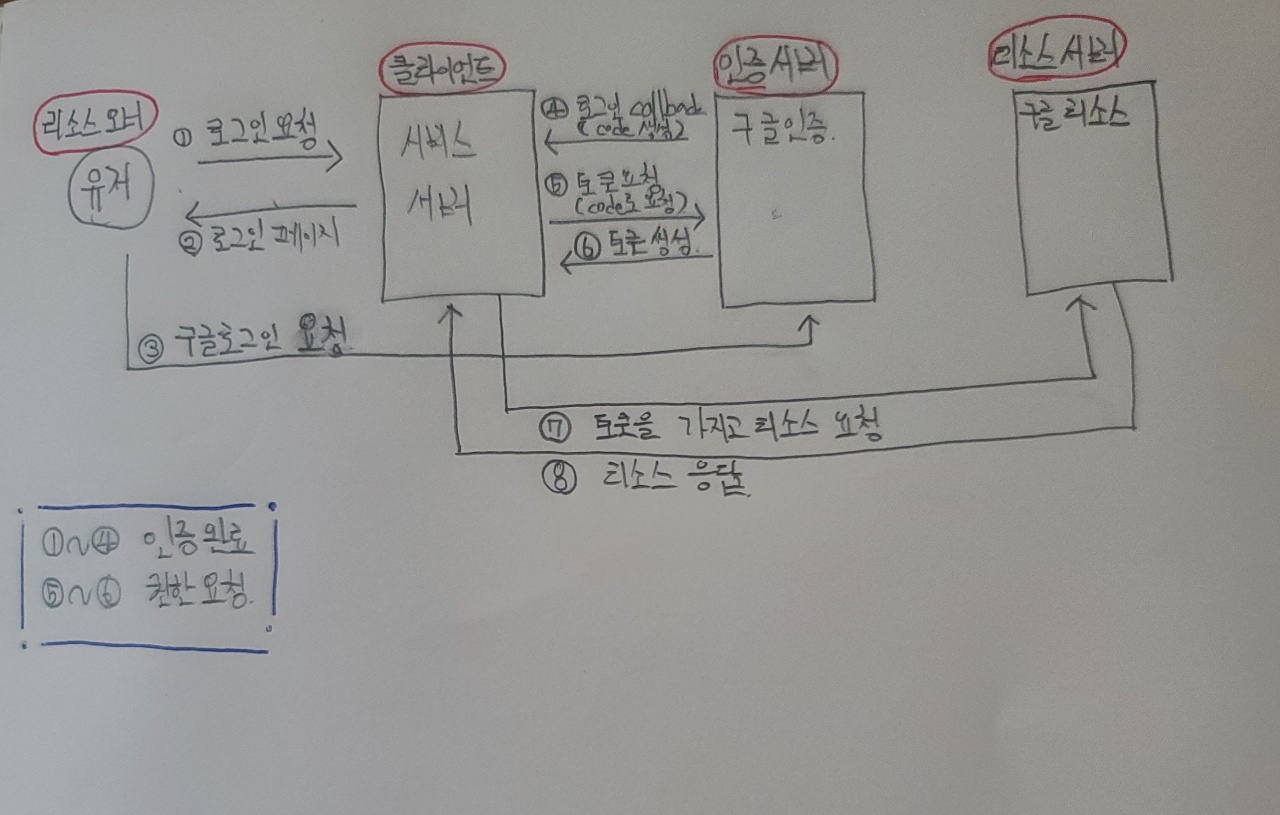 리소스 오너
유저
① 로그인 요청
② 로그인 페이지
클라이언트
서비스
서버
④ 로그인 callback
(code 생성)
⑤ 토큰 요청
(code로 요청)
⑥ 토큰 생성.
인증 서버
구글 인증.
리소스 서버
구글 리소스
③ 구글로그인 요청
⑦ 토큰을 가지고 리소스 요청
⑧ 리소스 응답.
①~④ 인증 완료
⑤~⑥ 권한 요청.